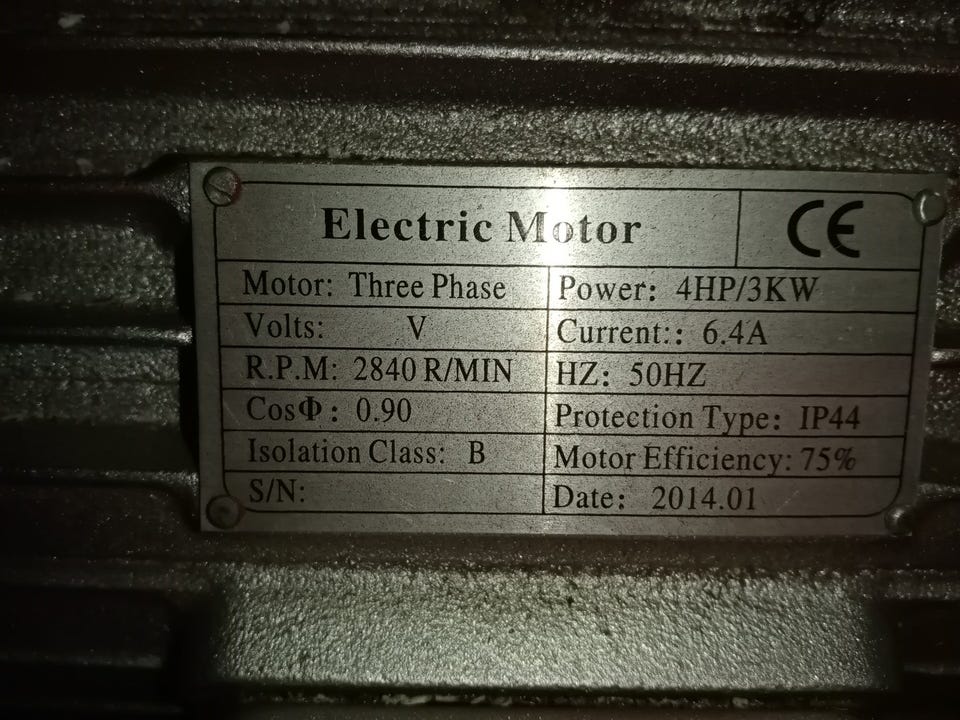 Electric Motor CE
Motor: Three Phase Power: 4HP/3KW
Volts: V Current:: 6.4A
R.P.M: 2840 R/MIN HZ: 50HZ
CosΦ: 0.90 Protection Type: IP44
Isolation Class: B Motor Efficiency: 75%
S/N: Date: 2014.01